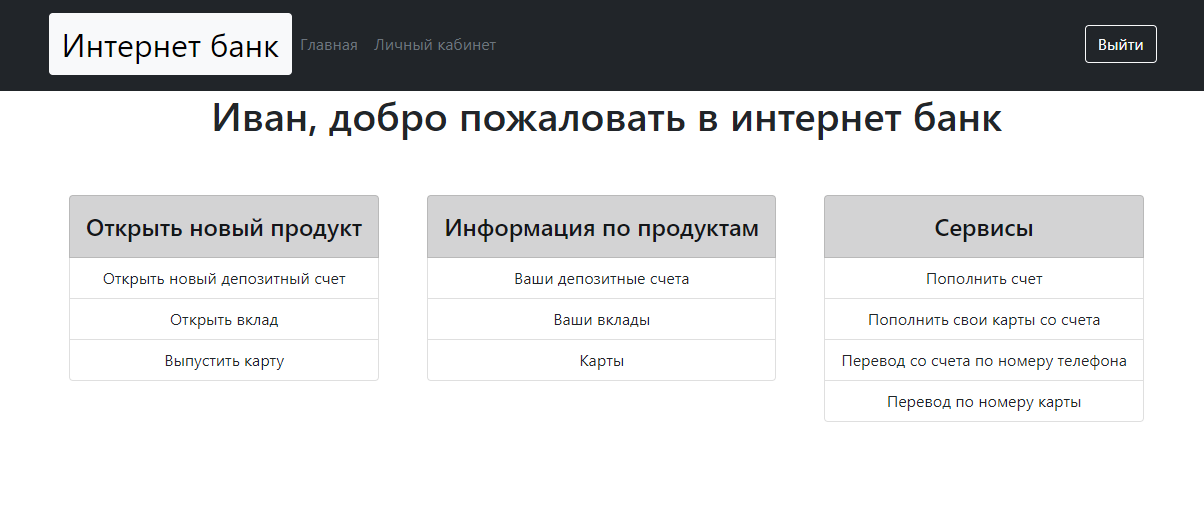 Интернет банк
Главная
Личный кабинет
Выйти
Иван, добро пожаловать в интернет банк
Открыть новый продукт
Открыть новый депозитный счет
Открыть вклад
Выпустить карту
Информация по продуктам
Ваши депозитные счета
Ваши вклады
Карты
Сервисы
Пополнить счет
Пополнить свои карты со счета
Перевод со счета по номеру телефона
Перевод по номеру карты